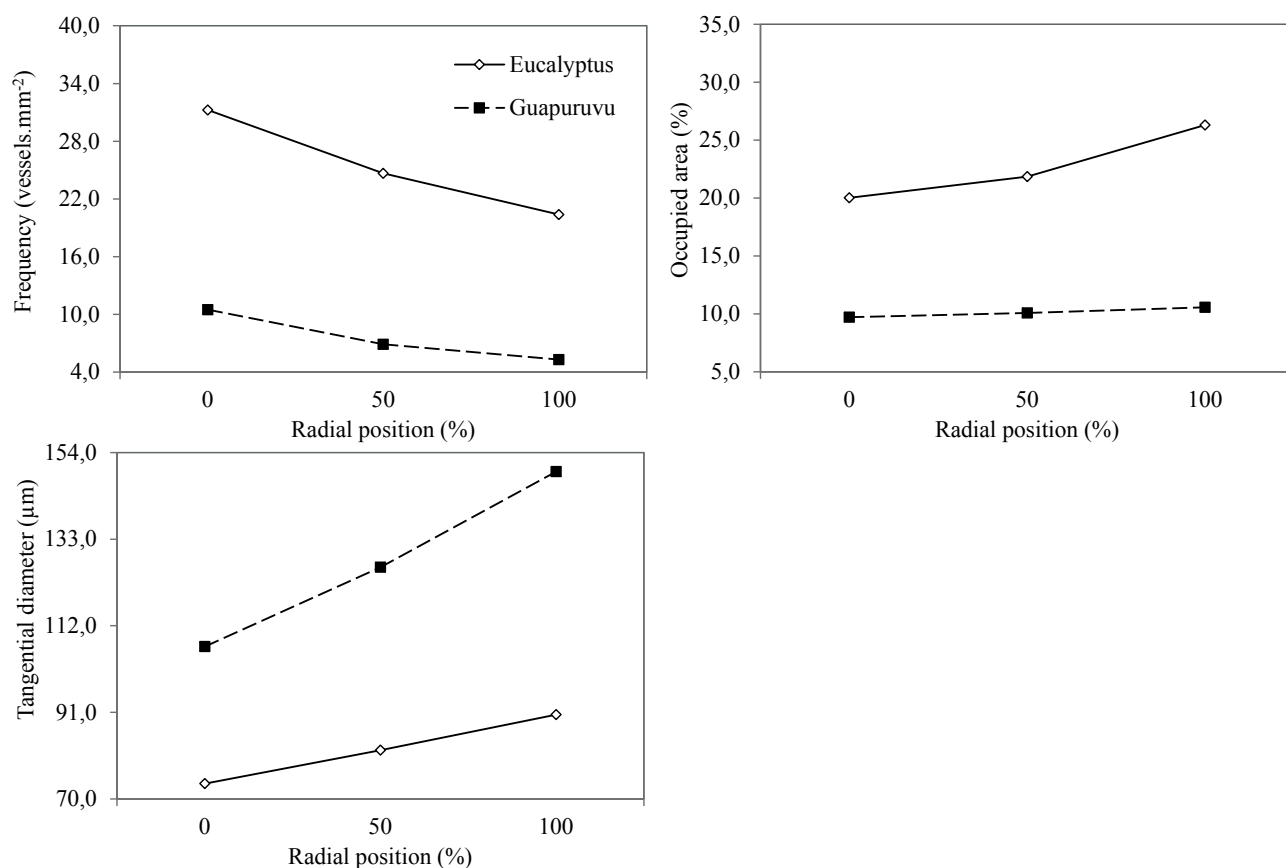 Frequency (vessels.mm-2)
40,0
34,0
28,0
22,0
16,0
10,0
4,0
Eucalyptus
Guapuruvu
0 50 100
Radial position (%)
Occupied area (%)
35,0
30,0
25,0
20,0
15,0
10,0
5,0
0 50 100
Radial position (%)
Tangential diameter (µm)
154,0
133,0
112,0
91,0
70,0
0 50 100
Radial position (%)